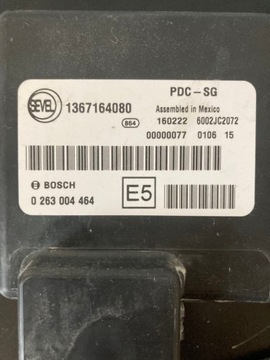 PDC-SG
SEVEL 1367164080 Assembled in Mexico
864 160222 6002JC2072
00000077 0106 15
BOSCH
0 263 004 464
E5